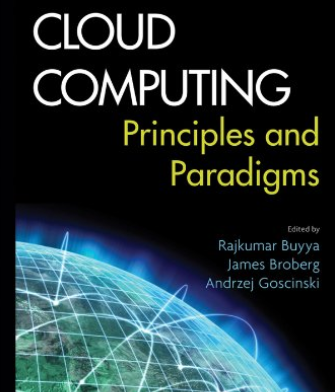 CLOUD
COMPUTING
Principles and
Paradigms
Edited by
Rajkumar Buyya
James Broberg
Andrzej Goscinski